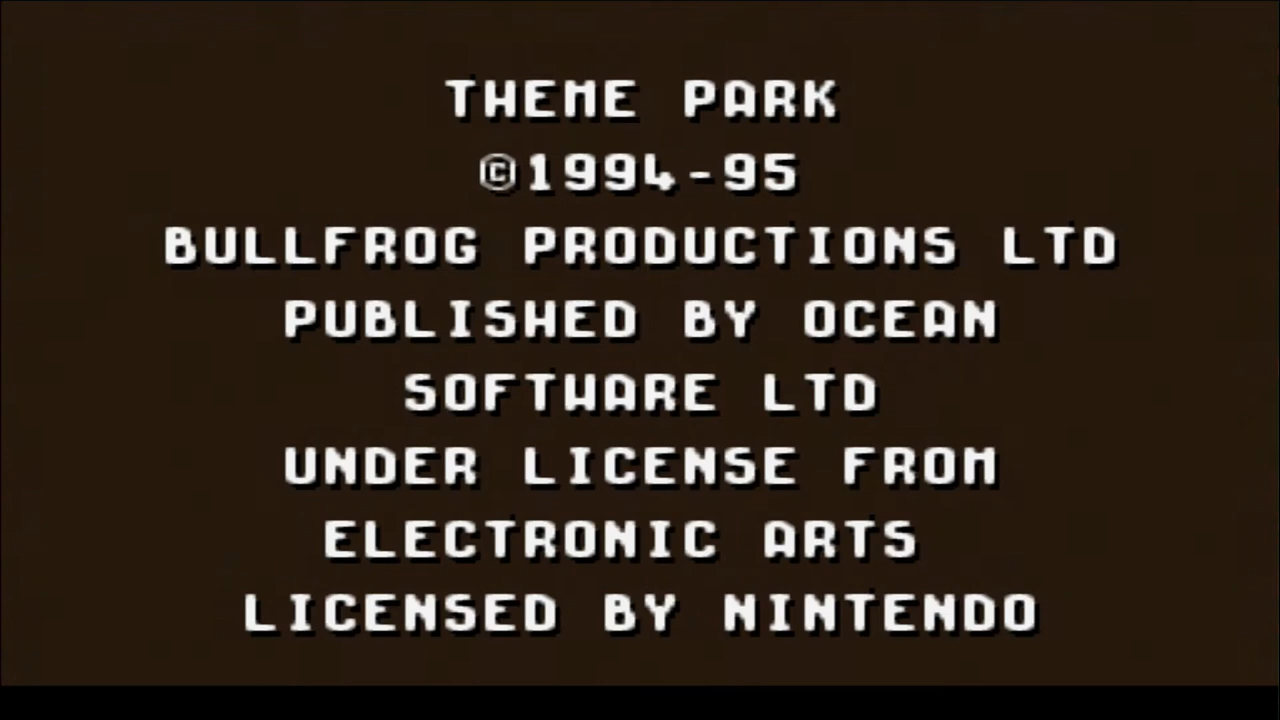 THEME PARK
©1994-95
BULLFROG PRODUCTIONS LTD
PUBLISHED BY OCEAN
SOFTWARE LTD
UNDER LICENSE FROM
ELECTRONIC ARTS
LICENSED BY NINTENDO